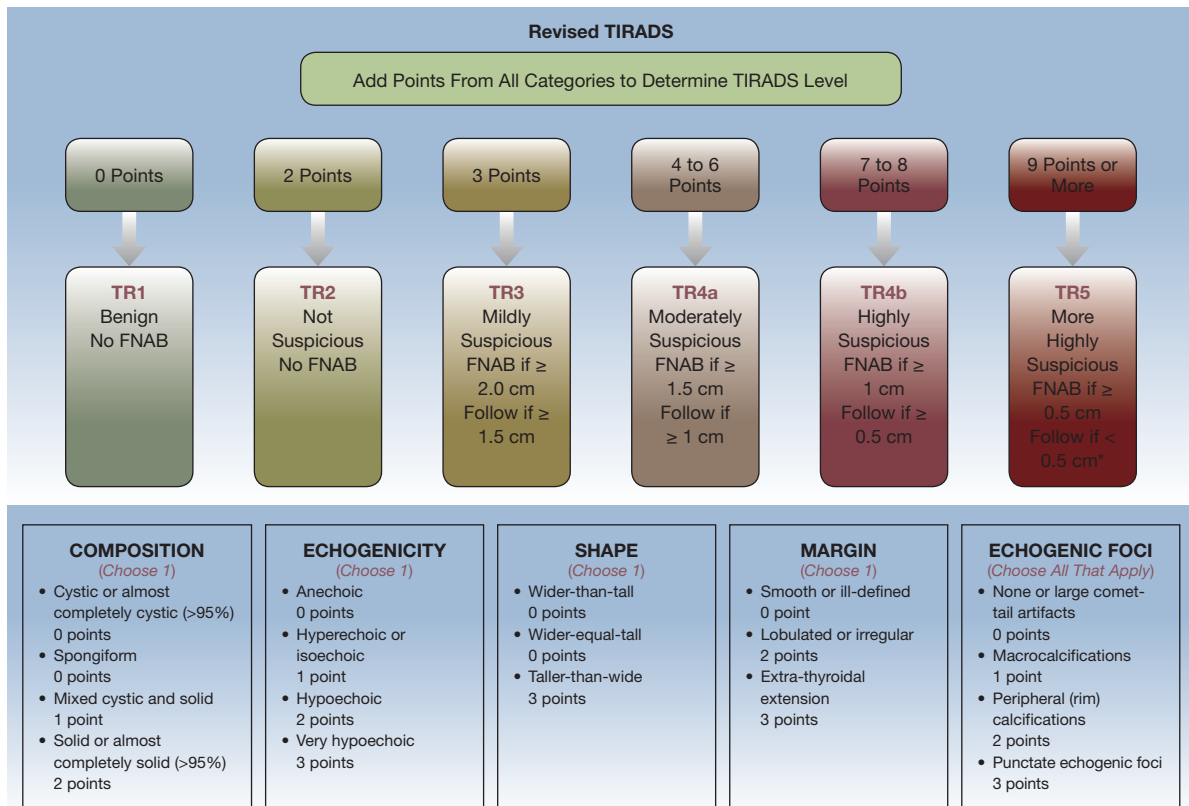 Revised TIRADS
Add Points From All Categories to Determine TIRADS Level
0 Points
2 Points
3 Points
4 to 6
Points
7 to 8
Points
9 Points or
More
TR1
Benign
No FNAB
TR2
Not
Suspicious
No FNAB
TR3
Mildly
Suspicious
FNAB if ≥
2.0 cm
Follow if ≥
1.5 cm
TR4a
Moderately
Suspicious
FNAB if ≥
1.5 cm
Follow if
≥ 1 cm
TR4b
Highly
Suspicious
FNAB if ≥
1 cm
Follow if ≥
0.5 cm
TR5
More
Highly
Suspicious
FNAB if ≥
0.5 cm
Follow if <
0.5 cm*
COMPOSITION
(Choose 1)
• Cystic or almost
completely cystic (>95%)
0 points
• Spongiform
0 points
• Mixed cystic and solid
1 point
• Solid or almost
completely solid (>95%)
2 points
ECHOGENICITY
(Choose 1)
• Anechoic
0 points
• Hyperechoic or
isoechoic
1 point
• Hypoechoic
2 points
• Very hypoechoic
3 points
SHAPE
(Choose 1)
• Wider-than-tall
0 points
• Wider-equal-tall
0 points
• Taller-than-wide
3 points
MARGIN
(Choose 1)
• Smooth or ill-defined
0 point
• Lobulated or irregular
2 points
• Extra-thyroidal
extension
3 points
ECHOGENIC FOCI
(Choose All That Apply)
• None or large comet-
tail artifacts
0 points
• Macrocalcifications
1 point
• Peripheral (rim)
calcifications
2 points
• Punctate echogenic foci
3 points